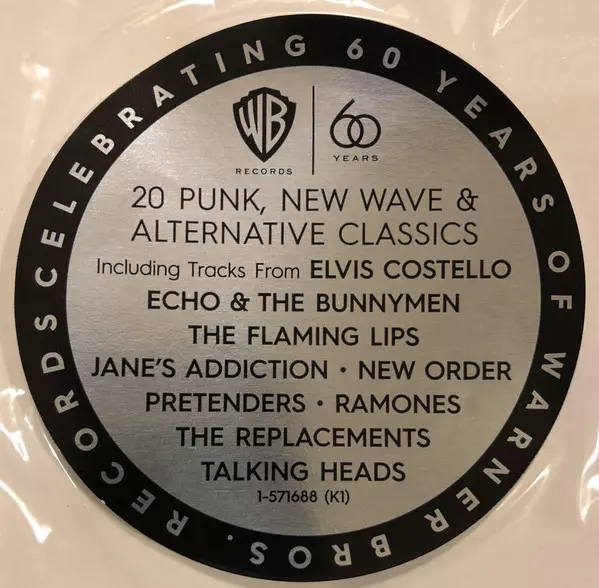 CELEBRATING 60 YEARS OF WARNER BROS. RECORDS
WB
RECORDS
60
YEARS
20 PUNK, NEW WAVE &
ALTERNATIVE CLASSICS
Including Tracks From ELVIS COSTELLO
ECHO & THE BUNNYMEN
THE FLAMING LIPS
JANE'S ADDICTION · NEW ORDER
PRETENDERS · RAMONES
THE REPLACEMENTS
TALKING HEADS
1-571688 (K1)